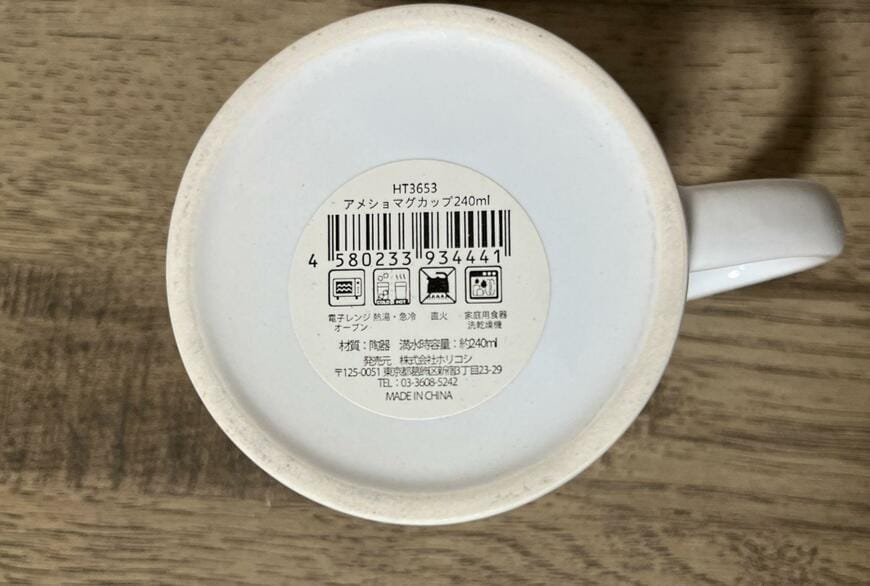 HT3653
アメショマグカップ240ml
4 580233 934441
COLD HOT
電子レンジ オーブン
熱湯・急冷
直火
家庭用食器 洗乾燥機
材質：陶器 満水時容量：約240ml
発売元 株式会社ホリコシ
〒125-0051 東京都葛飾区新宿3丁目23-29
TEL：03-3608-5242
MADE IN CHINA